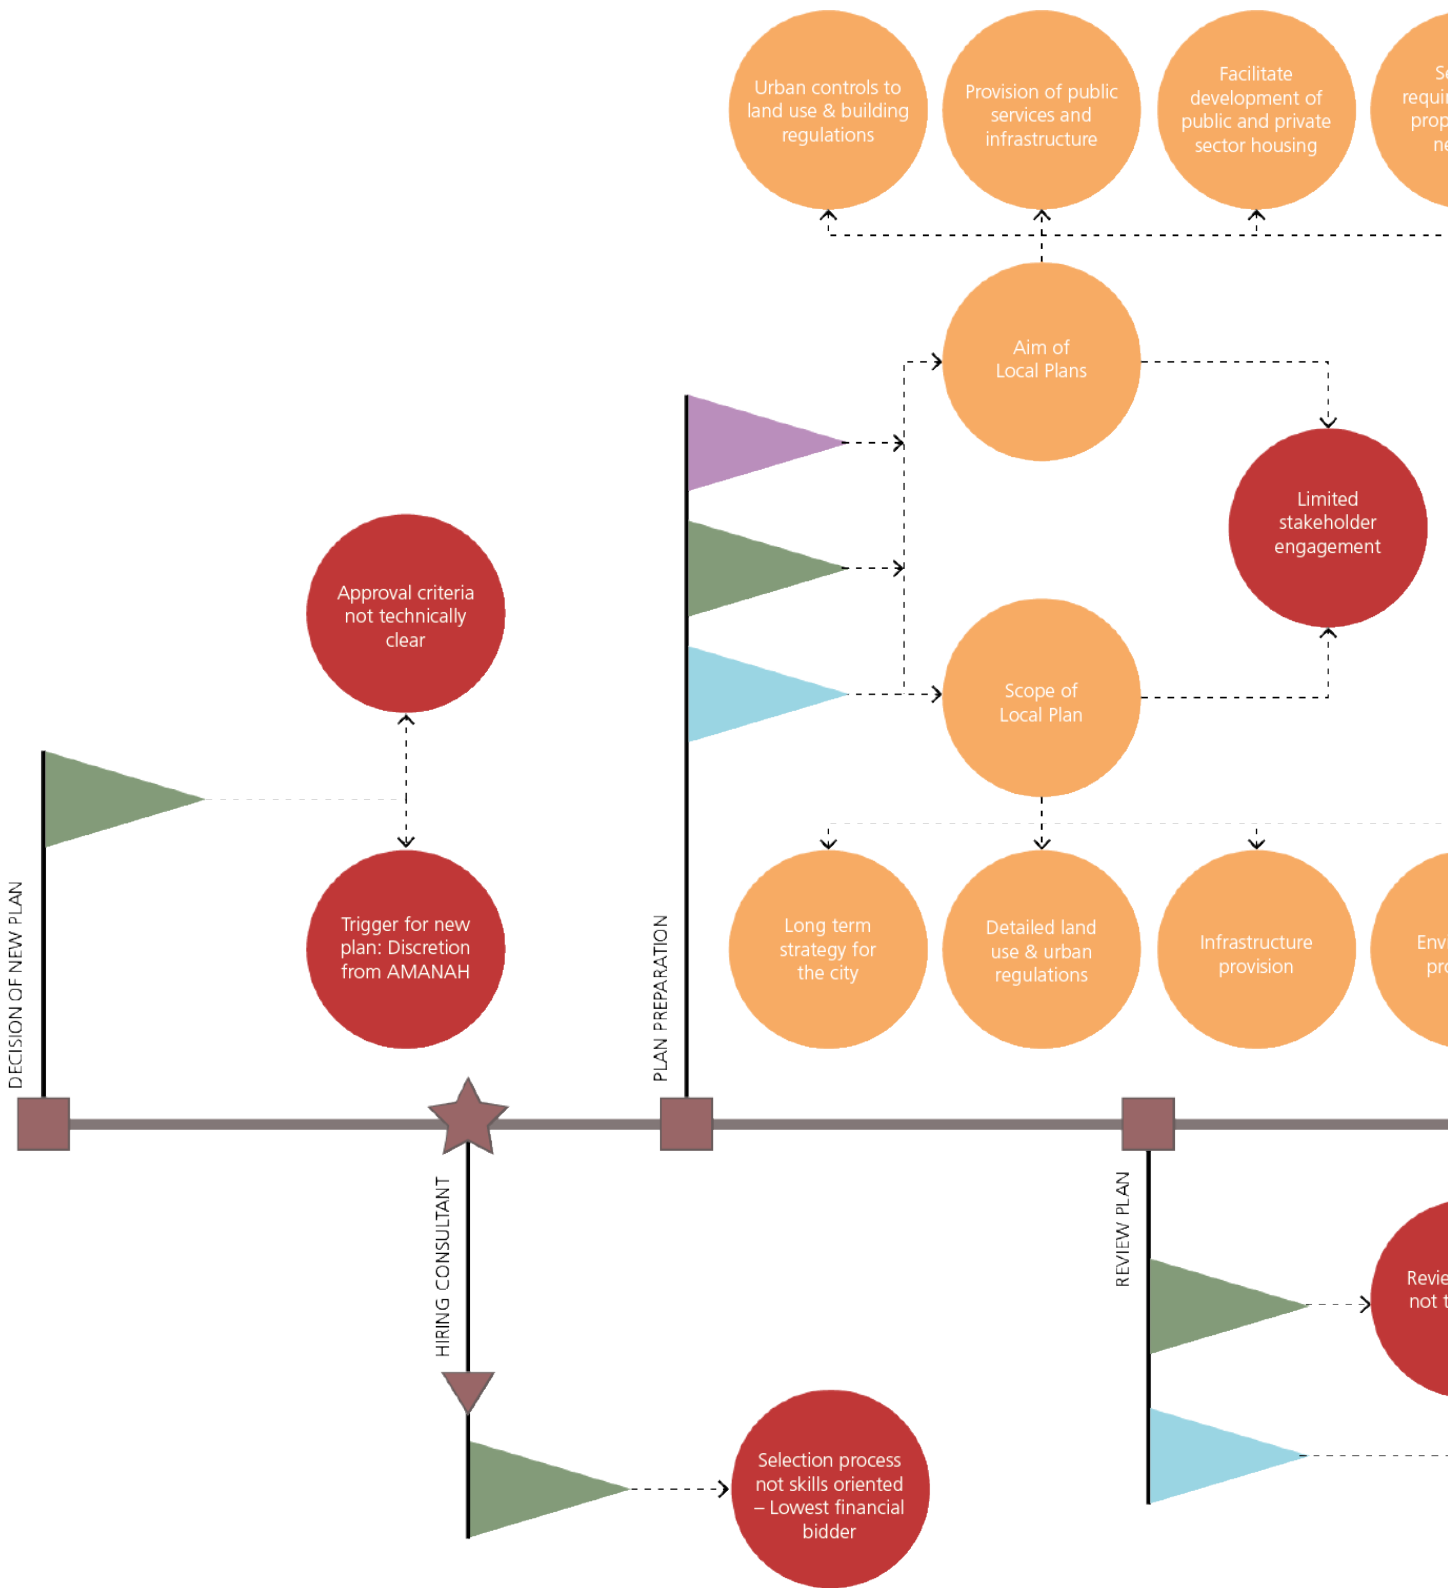 Urban controls to
land use & building
regulations
Provision of public
services and
infrastructure
Facilitate
development of
public and private
sector housing
Aim of
Local Plans
Limited
stakeholder
engagement
Approval criteria
not technically
clear
Scope of
Local Plan
Trigger for new
plan: Discretion
from AMANAH
Long term
strategy for
the city
Detailed land
use & urban
regulations
Infrastructure
provision
DECISION OF NEW PLAN
PLAN PREPARATION
HIRING CONSULTANT
REVIEW PLAN
not
Selection process
not skills oriented
– Lowest financial
bidder